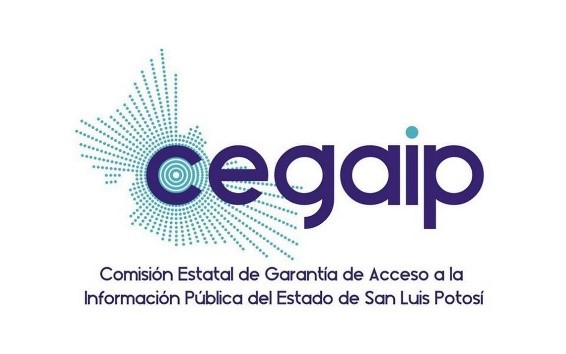 cegaip
Comisión Estatal de Garantía de Acceso a la
Información Pública del Estado de San Luis Potosí